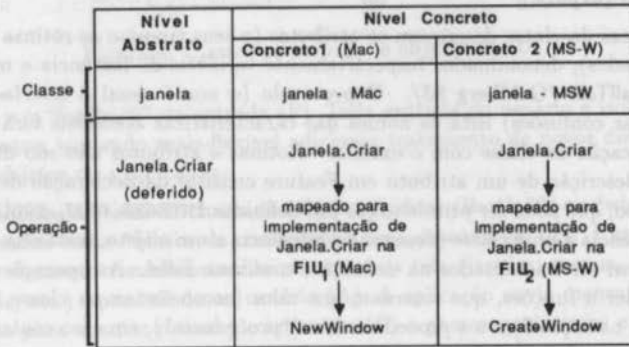 Nível Abstrato
Nível Concreto
Concreto1 (Mac)
Concreto 2 (MS-W)
Classe
janela
janela - Mac
janela - MSW
Operação
Janela.Criar
(deferido)
Janela.Criar
mapeado para
Implementação de
Janela.Criar na
FIU1 (Mac)
NewWindow
Janela.Criar
mapeado para
Implementação de
Janela.Criar na
FIU2 (MS-W)
CreateWindow